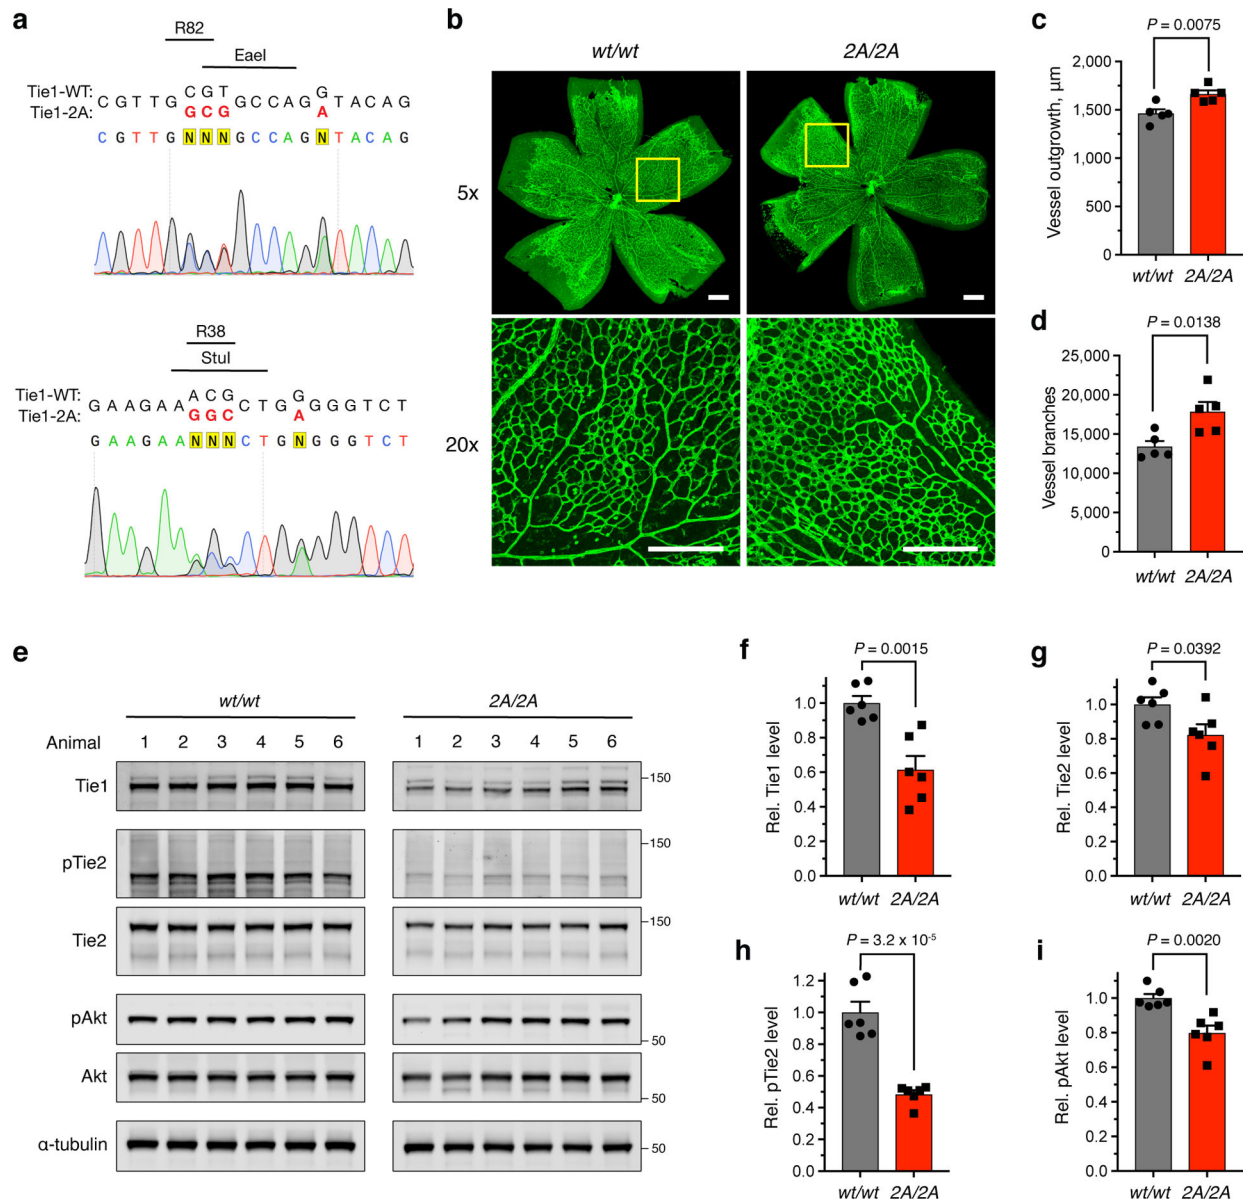 a
R82
EaeI
Tie1-WT: CGTTGCGTGCCAGGTACAG
Tie1-2A: GCG A
CGTTGNNNGCCAGNTACAG
R38
StuI
Tie1-WT: GAAGAAACGCTGGGGGTCT
Tie1-2A: GGC A
GAAGAANNNCTGNGGGTCT
b
wt/wt 2A/2A
5x
20x
c
P = 0.0075
Vessel outgrowth, µm
2,000
1,500
1,000
500
0
wt/wt 2A/2A
d
P = 0.0138
Vessel branches
25,000
20,000
15,000
10,000
5,000
0
wt/wt 2A/2A
e
wt/wt 2A/2A
Animal 1 2 3 4 5 6 1 2 3 4 5 6
Tie1 150
pTie2 150
Tie2 150
pAkt 50
Akt 50
α-tubulin 50
f
P = 0.0015
Rel. Tie1 level
1.0
0.8
0.6
0.4
0.2
0.0
wt/wt 2A/2A
g
P = 0.0392
Rel. Tie2 level
1.0
0.8
0.6
0.4
0.2
0.0
wt/wt 2A/2A
h
P = 3.2 x 10⁻⁵
Rel. pTie2 level
1.2
1.0
0.8
0.6
0.4
0.2
0.0
wt/wt 2A/2A
i
P = 0.0020
Rel. pAkt level
1.0
0.8
0.6
0.4
0.2
0.0
wt/wt 2A/2A